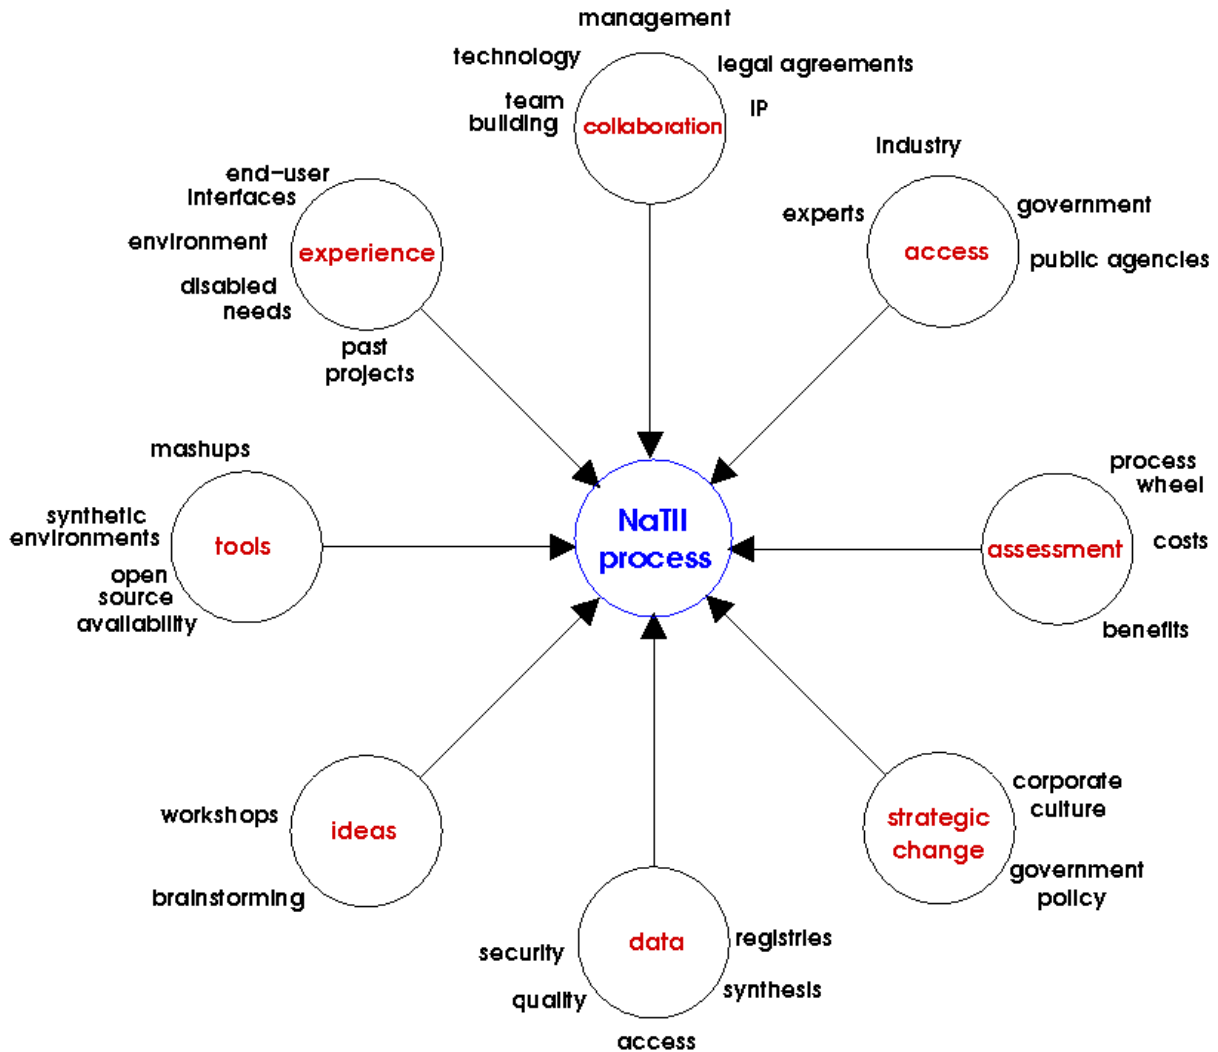 management
technology
legal agreements
team
building
collaboration
IP
industry
end-user
interfaces
experts
government
environment
experience
access
public agencies
disabled
needs
past
projects
mashups
process
wheel
synthetic
environments
tools
NaTII
process
assessment
costs
open
source
availability
benefits
corporate
culture
workshops
ideas
strategic
change
government
policy
brainstorming
security
data
registries
quality
synthesis
access